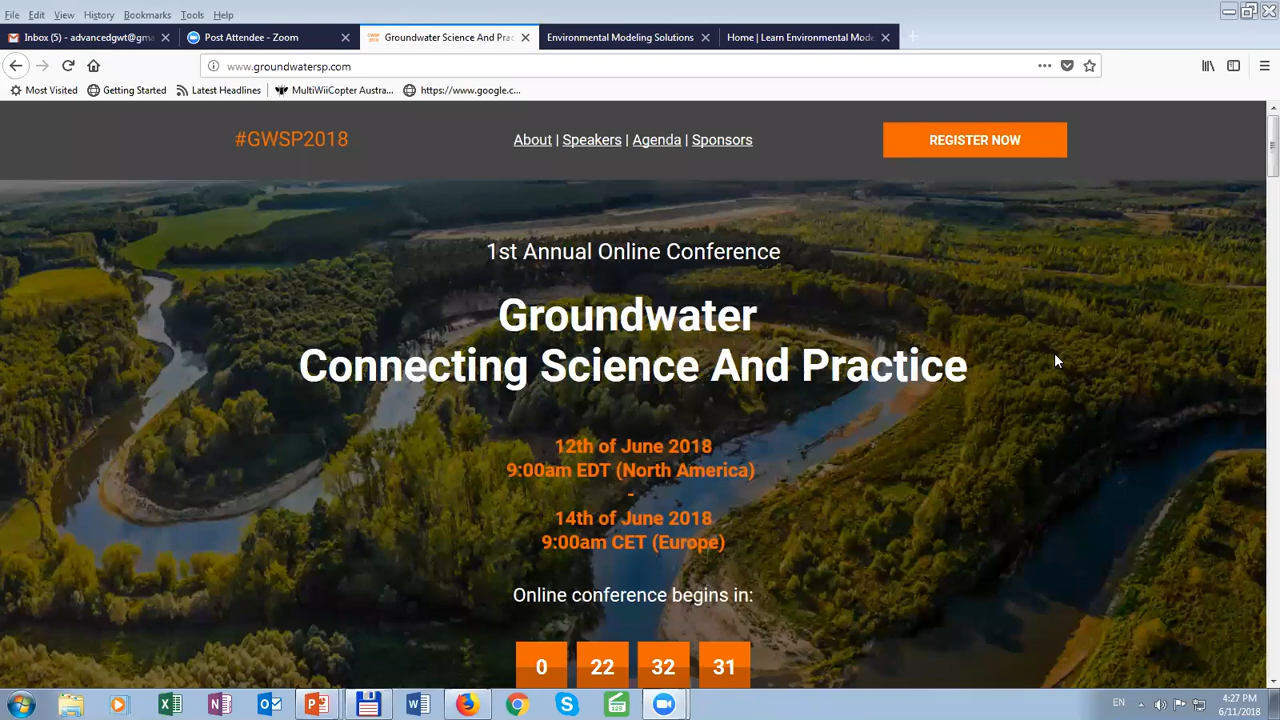 File Edit View History Bookmarks Tools Help
Inbox (5) - advancedgwt@gma
Post Attendee - Zoom
Groundwater Science And Prac
Environmental Modeling Solutions
Home | Learn Environmental Mode
www.groundwatersp.com
Most Visited
Getting Started
Latest Headlines
MultiWiiCopter Austra...
https://www.google.c...
#GWSP2018
About | Speakers | Agenda | Sponsors
REGISTER NOW
1st Annual Online Conference
Groundwater
Connecting Science And Practice
12th of June 2018
9:00am EDT (North America)
-
14th of June 2018
9:00am CET (Europe)
Online conference begins in:
0 22 32 31
EN
4:27 PM
6/11/2018